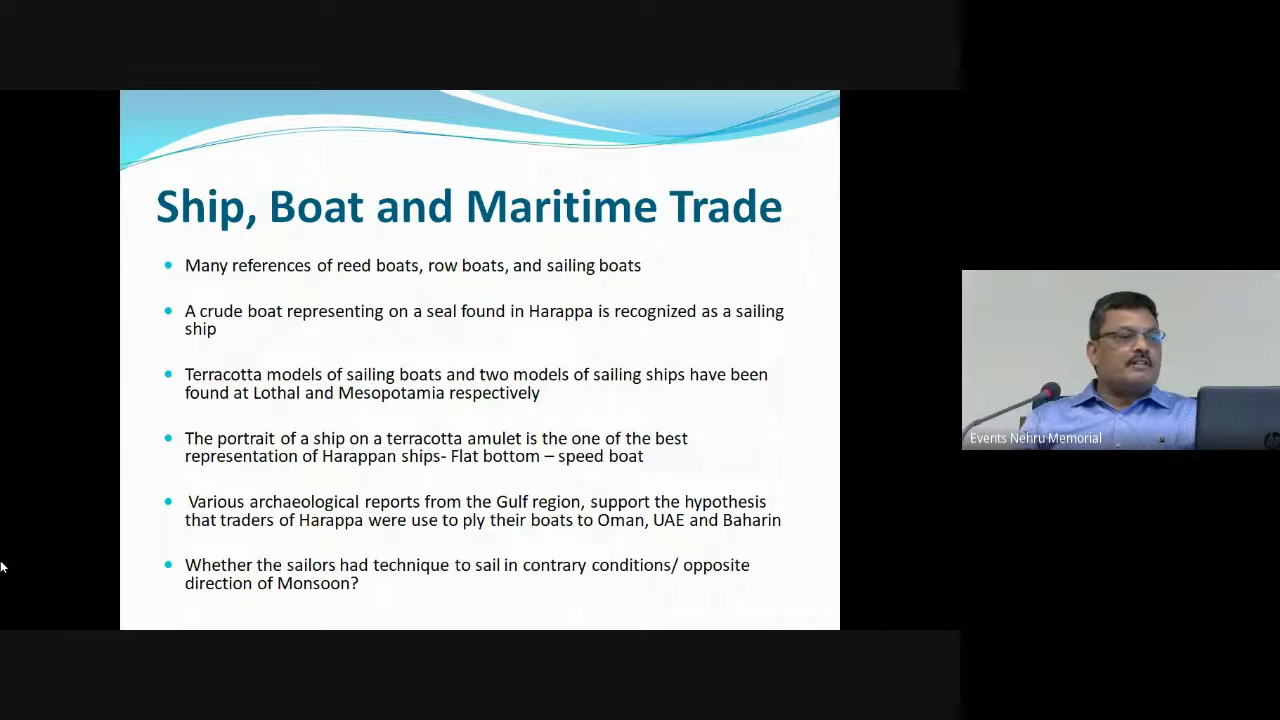 Ship, Boat and Maritime Trade
Many references of reed boats, row boats, and sailing boats
A crude boat representing on a seal found in Harappa is recognized as a sailing
ship
Terracotta models of sailing boats and two models of sailing ships have been
found at Lothal and Mesopotamia respectively
The portrait of a ship on a terracotta amulet is the one of the best
representation of Harappan ships- Flat bottom – speed boat
Various archaeological reports from the Gulf region, support the hypothesis
that traders of Harappa were use to ply their boats to Oman, UAE and Baharin
Whether the sailors had technique to sail in contrary conditions/ opposite
direction of Monsoon?
Events Nehru Memorial
hp